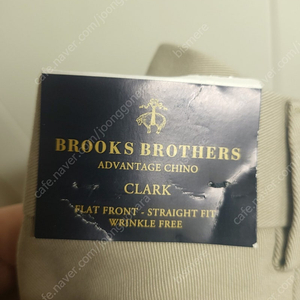 BROOKS BROTHERS
ADVANTAGE CHINO
CLARK
"FLAT FRONT - STRAIGHT FIT"
WRINKLE FREE